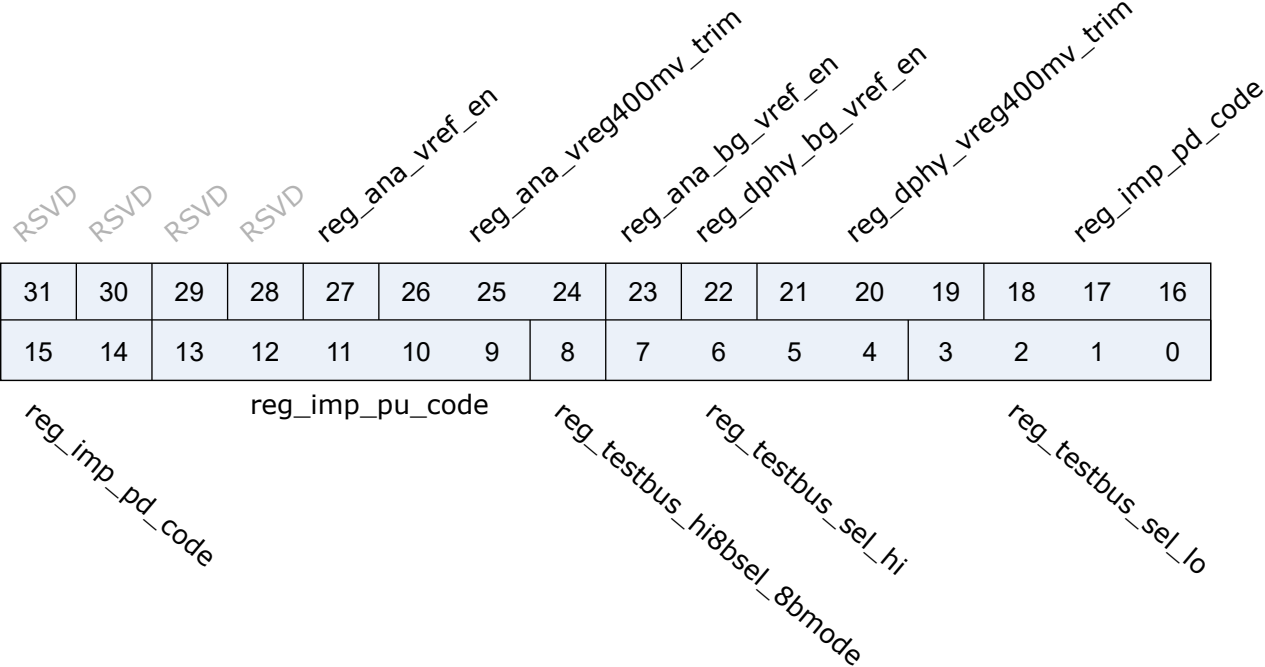 RSVD
RSVD
RSVD
RSVD
reg_ana_vref_en
reg_ana_vreg400mv_trim
reg_ana_bg_vref_en
reg_dphy_bg_vref_en
reg_dphy_vreg400mv_trim
reg_imp_pd_code
31 30 29 28 27 26 25 24 23 22 21 20 19 18 17 16
15 14 13 12 11 10 9 8 7 6 5 4 3 2 1 0
reg_imp_pd_code
reg_imp_pu_code
reg_testbus_hi8bsel_8bmode
reg_testbus_sel_hi
reg_testbus_sel_lo